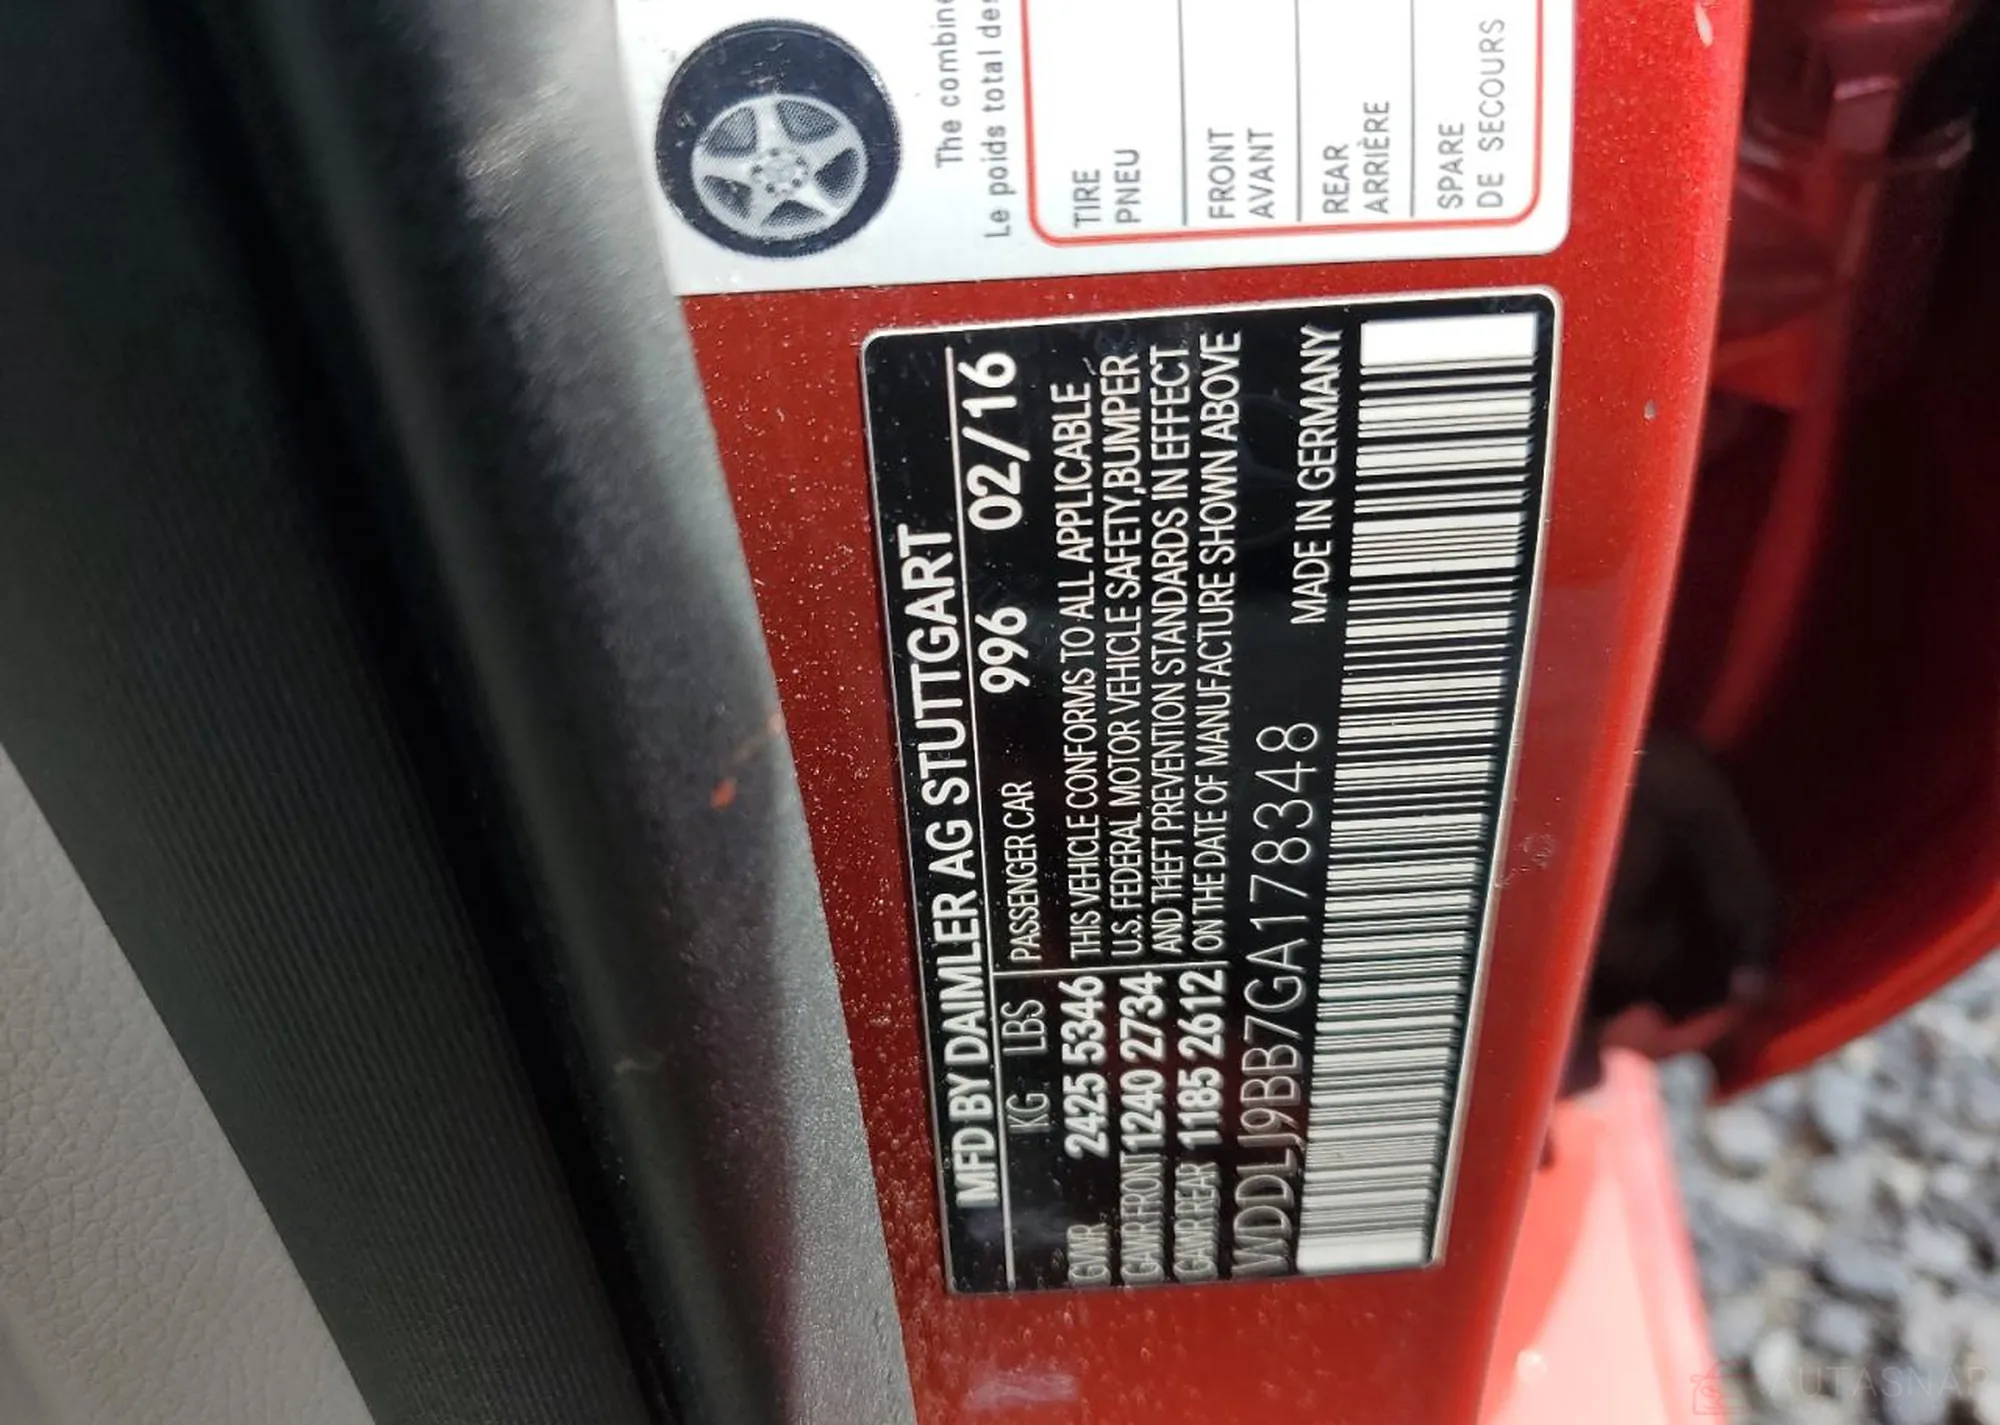 MFD BY DAIMLER AG STUTTGART
KG LBS PASSENGER CAR 996 02/16
GVWR 2425 5346 THIS VEHICLE CONFORMS TO ALL APPLICABLE
GAWR FRONT 1240 2734 U.S. FEDERAL MOTOR VEHICLE SAFETY,BUMPER
GAWR REAR 1185 2612 AND THEFT PREVENTION STANDARDS IN EFFECT
ON THE DATE OF MANUFACTURE SHOWN ABOVE
WDDLJ9BB7GA178348 MADE IN GERMANY
The combine
Le poids total des
TIRE
PNEU
FRONT
AVANT
REAR
ARRIÈRE
SPARE
DE SECOURS
AUTASNAP